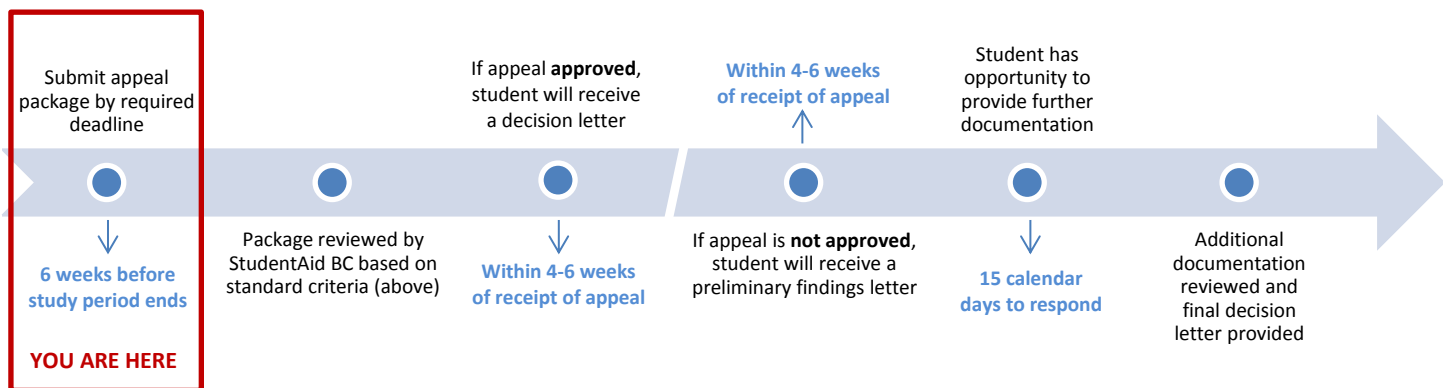 Submit appeal
package by required
deadline
6 weeks before
study period ends
YOU ARE HERE
Package reviewed by
StudentAid BC based on
standard criteria (above)
If appeal approved,
student will receive
a decision letter
Within 4-6 weeks
of receipt of appeal
Within 4-6 weeks
of receipt of appeal
If appeal is not approved,
student will receive a
preliminary findings letter
Student has
opportunity to
provide further
documentation
15 calendar
days to respond
Additional
documentation
reviewed and
final decision
letter provided